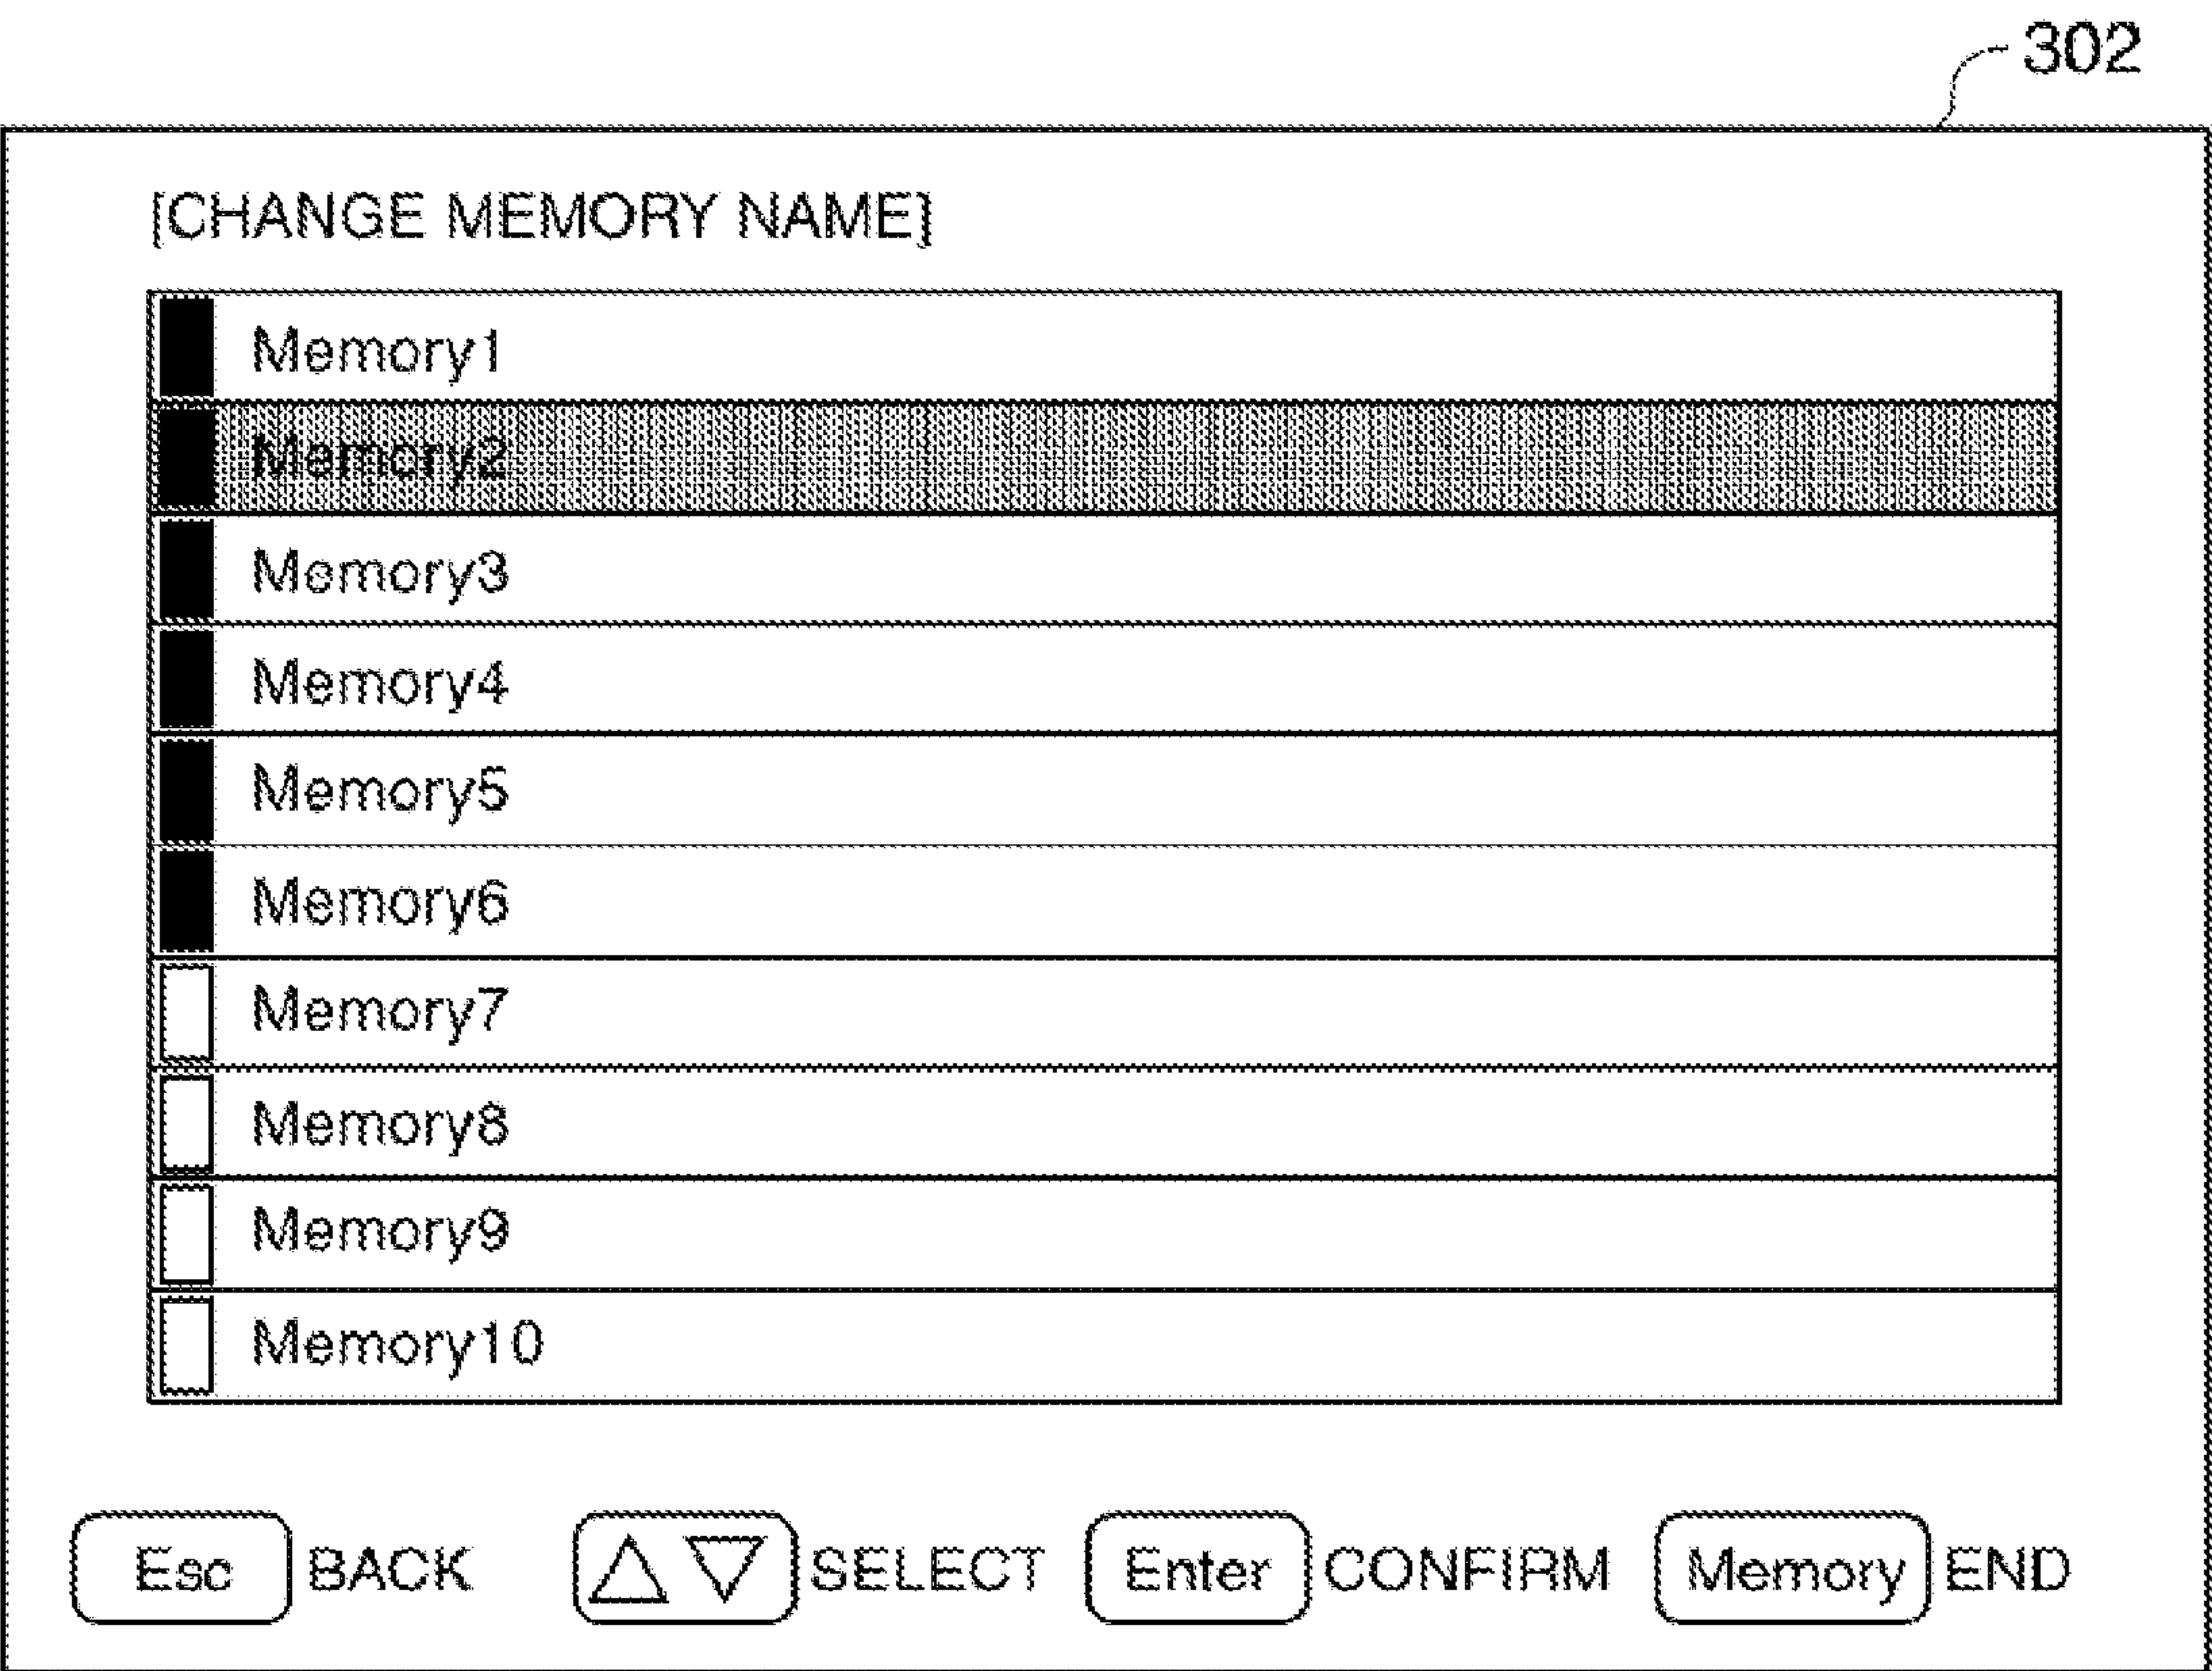 302
[CHANGE MEMORY NAME]
Memory1
Memory2
Memory3
Memory4
Memory5
Memory6
Memory7
Memory8
Memory9
Memory10
Esc BACK △ ▽ SELECT Enter CONFIRM Memory END